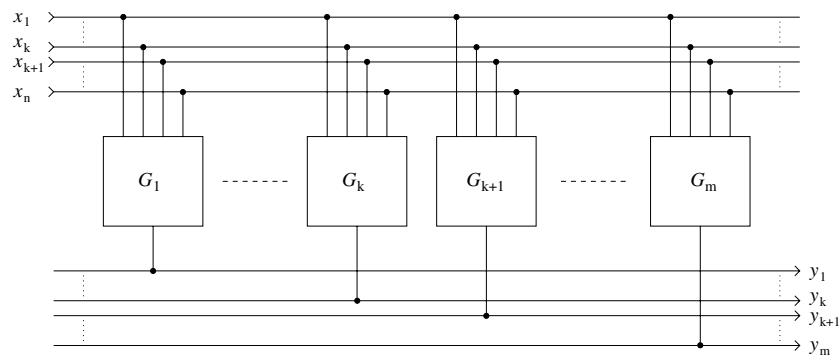 x₁
xₖ
xₖ₊₁
xₙ
G₁ Gₖ Gₖ₊₁ Gₘ
y₁
yₖ
yₖ₊₁
yₘ